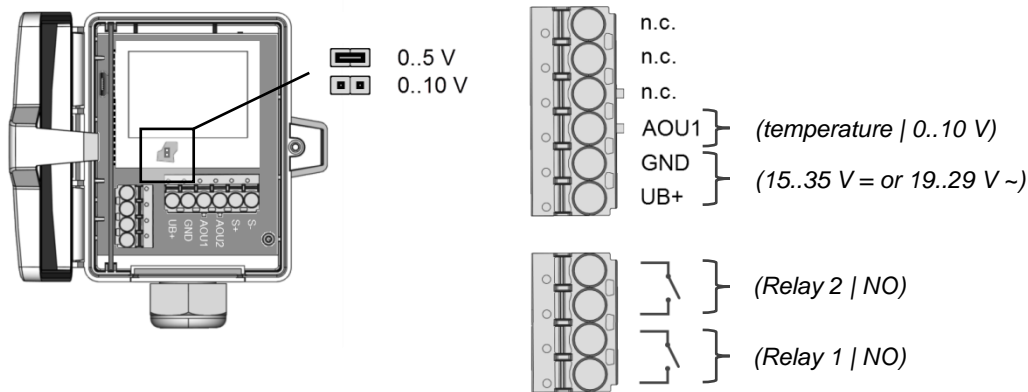 0..5 V
0..10 V
UB+
GND
AOU1
AOU2
S+
S-
n.c.
n.c.
n.c.
AOU1
(temperature | 0..10 V)
GND
UB+
(15..35 V = or 19..29 V ~)
(Relay 2 | NO)
(Relay 1 | NO)